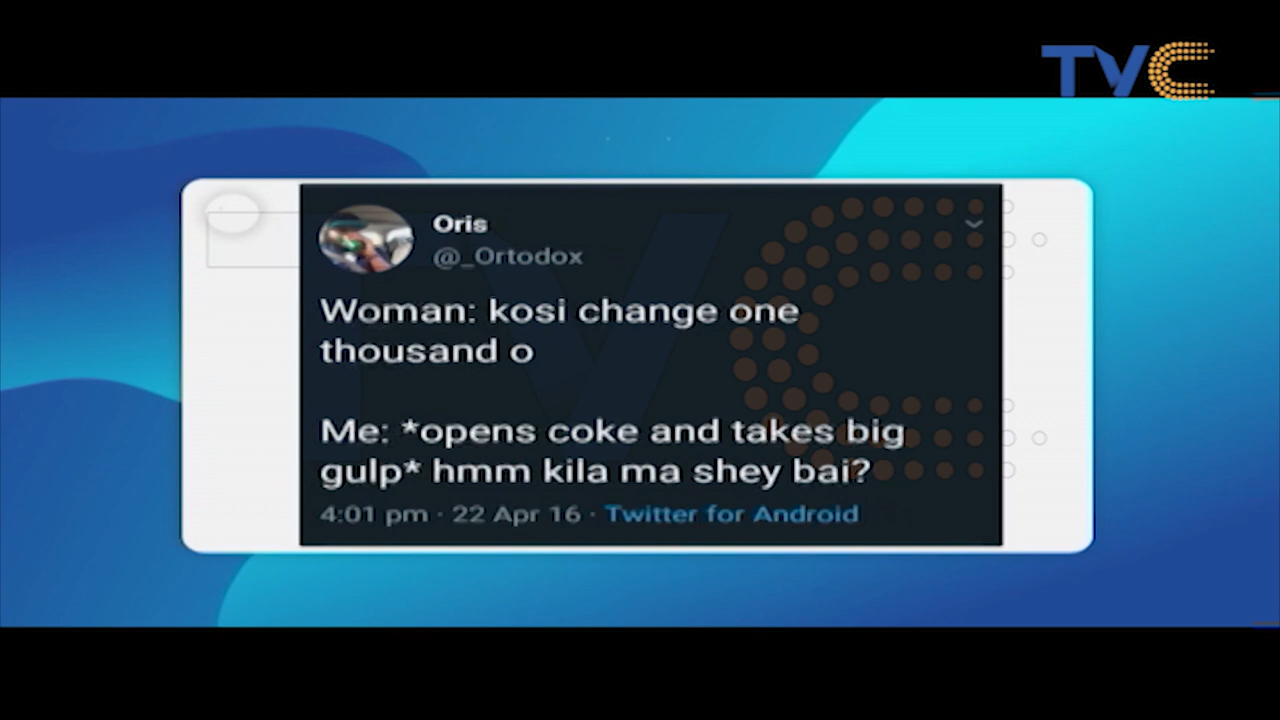 TVC
Oris
@_Ortodox
Woman: kosi change one
thousand o
Me: *opens coke and takes big
gulp* hmm kila ma shey bai?
4:01 pm · 22 Apr 16 · Twitter for Android